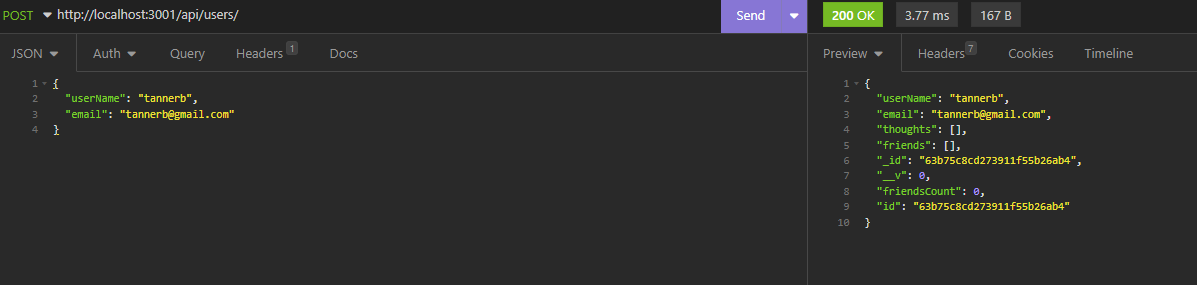 POST http://localhost:3001/api/users/ Send 200 OK 3.77 ms 167 B
JSON Auth Query Headers 1 Docs Preview Headers 7 Cookies Timeline
1 {
2 "userName": "tannerb",
3 "email": "tannerb@gmail.com"
4 }
1 {
2 "userName": "tannerb",
3 "email": "tannerb@gmail.com",
4 "thoughts": [],
5 "friends": [],
6 "_id": "63b75c8cd273911f55b26ab4",
7 "__v": 0,
8 "friendsCount": 0,
9 "id": "63b75c8cd273911f55b26ab4"
10 }